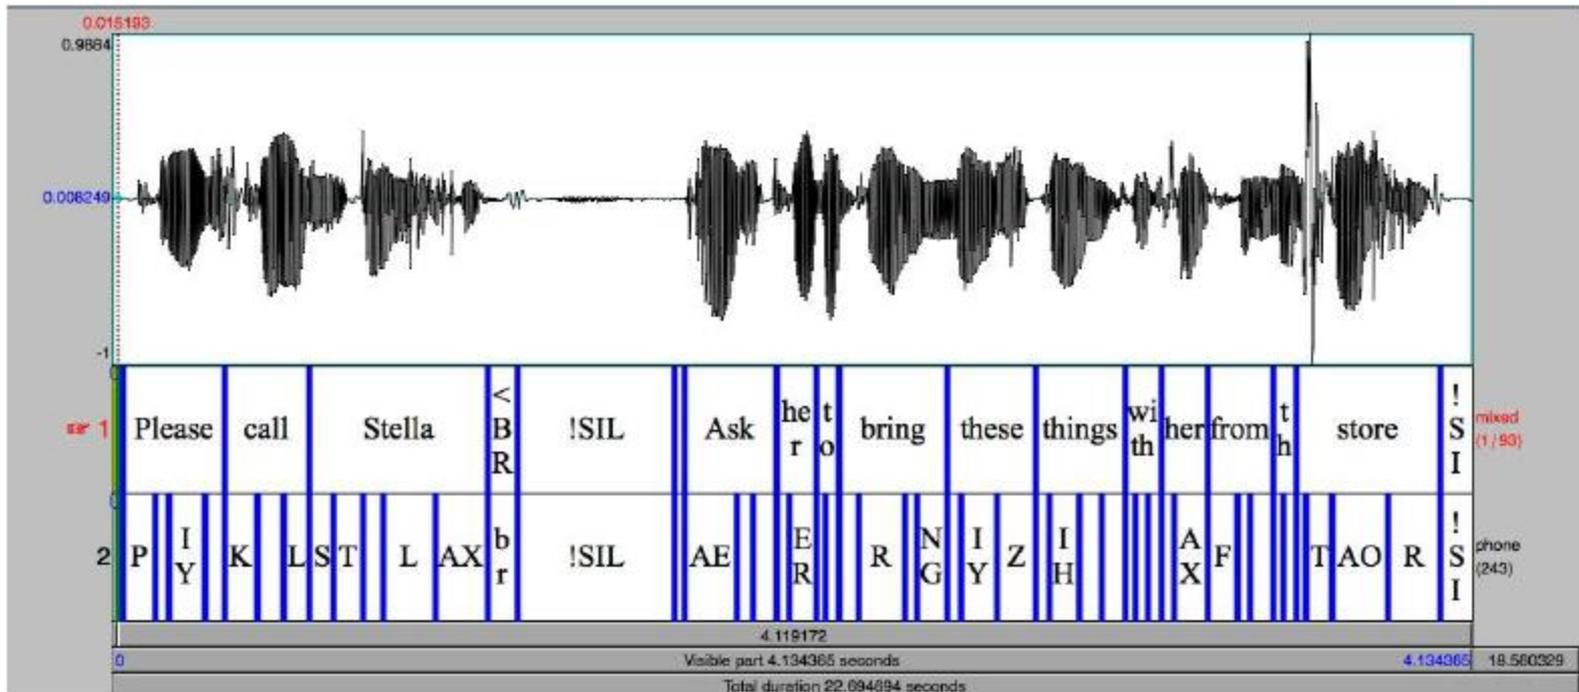 0.015193
0.9884
0.008249
-1
1 Please call Stella <BR !SIL Ask her to bring these things with her from th store !SI mixed (1 / 93)
2 P IY K L S T L AX br !SIL AE ER R NG IY Z IH AX F T AO R !SI phone (243)
4.119172
0 Visible part 4.134365 seconds 4.134365 18.560329
Total duration 22.694694 seconds